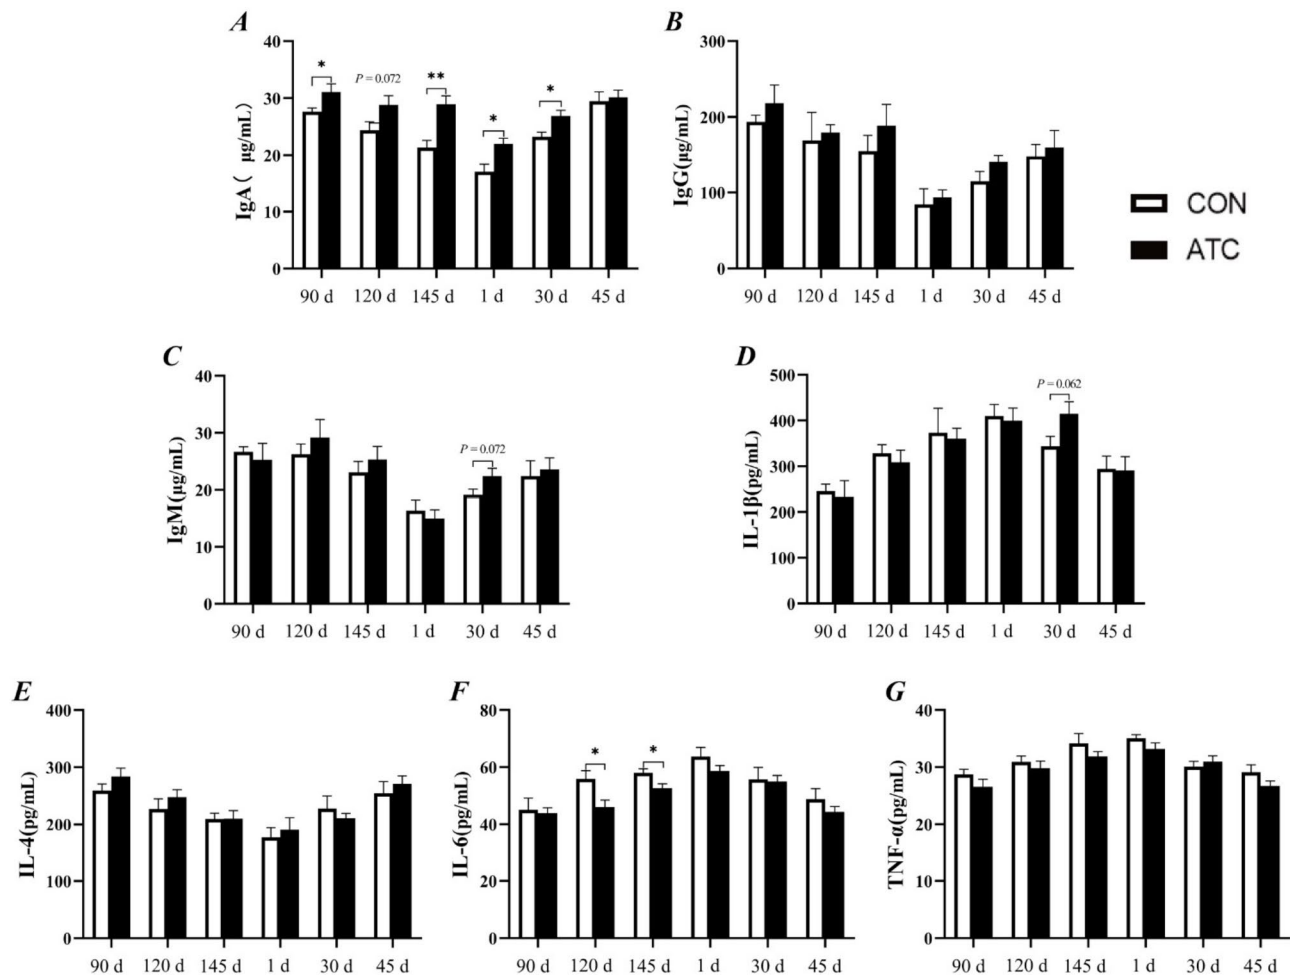 A
IgA( μg/mL)
40
30
20
10
0
*
P = 0.072
**
*
*
90 d 120 d 145 d 1 d 30 d 45 d
B
IgG(μg/mL)
300
200
100
0
90 d 120 d 145 d 1 d 30 d 45 d
CON
ATC
C
IgM(μg/mL)
40
30
20
10
0
P = 0.072
90 d 120 d 145 d 1 d 30 d 45 d
D
IL-1β(pg/mL)
500
400
300
200
100
0
P = 0.062
90 d 120 d 145 d 1 d 30 d 45 d
E
IL-4(pg/mL)
400
300
200
100
0
90 d 120 d 145 d 1 d 30 d 45 d
F
IL-6(pg/mL)
80
60
40
20
0
*
*
90 d 120 d 145 d 1 d 30 d 45 d
G
TNF-α(pg/mL)
40
30
20
10
0
90 d 120 d 145 d 1 d 30 d 45 d